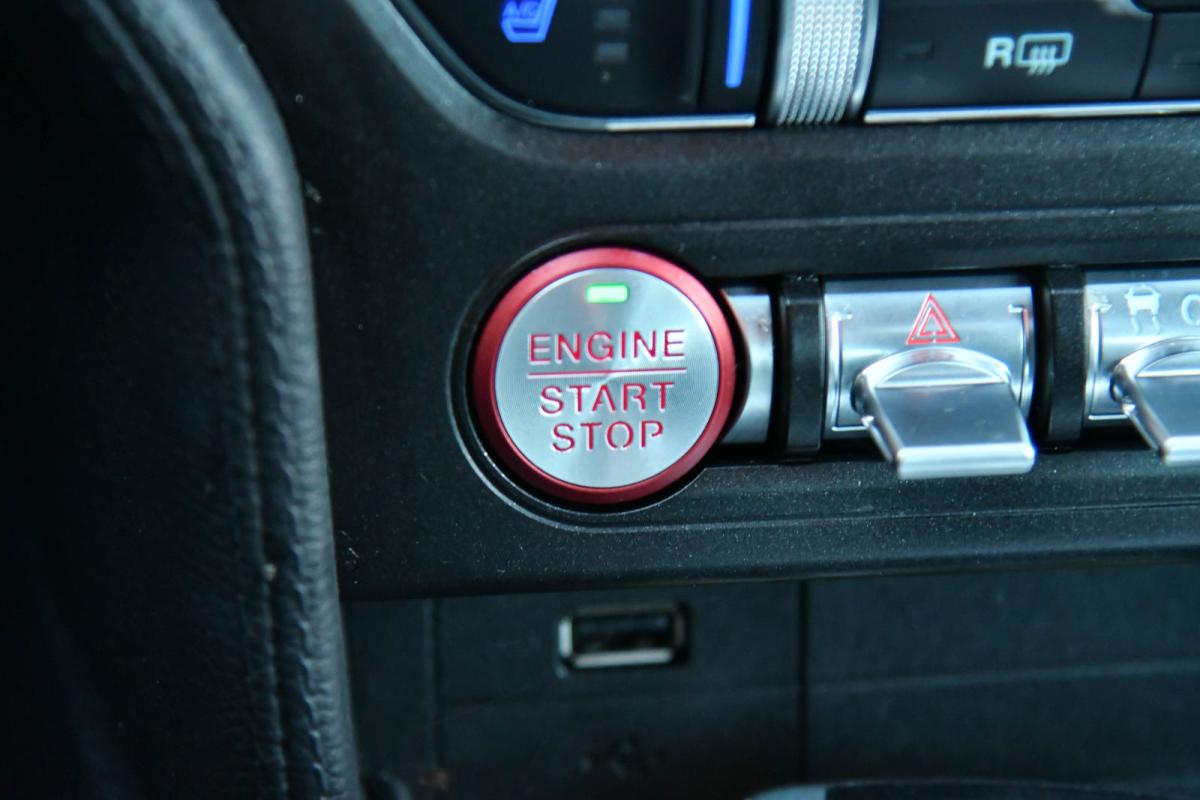 A/C
R
ENGINE
START
STOP